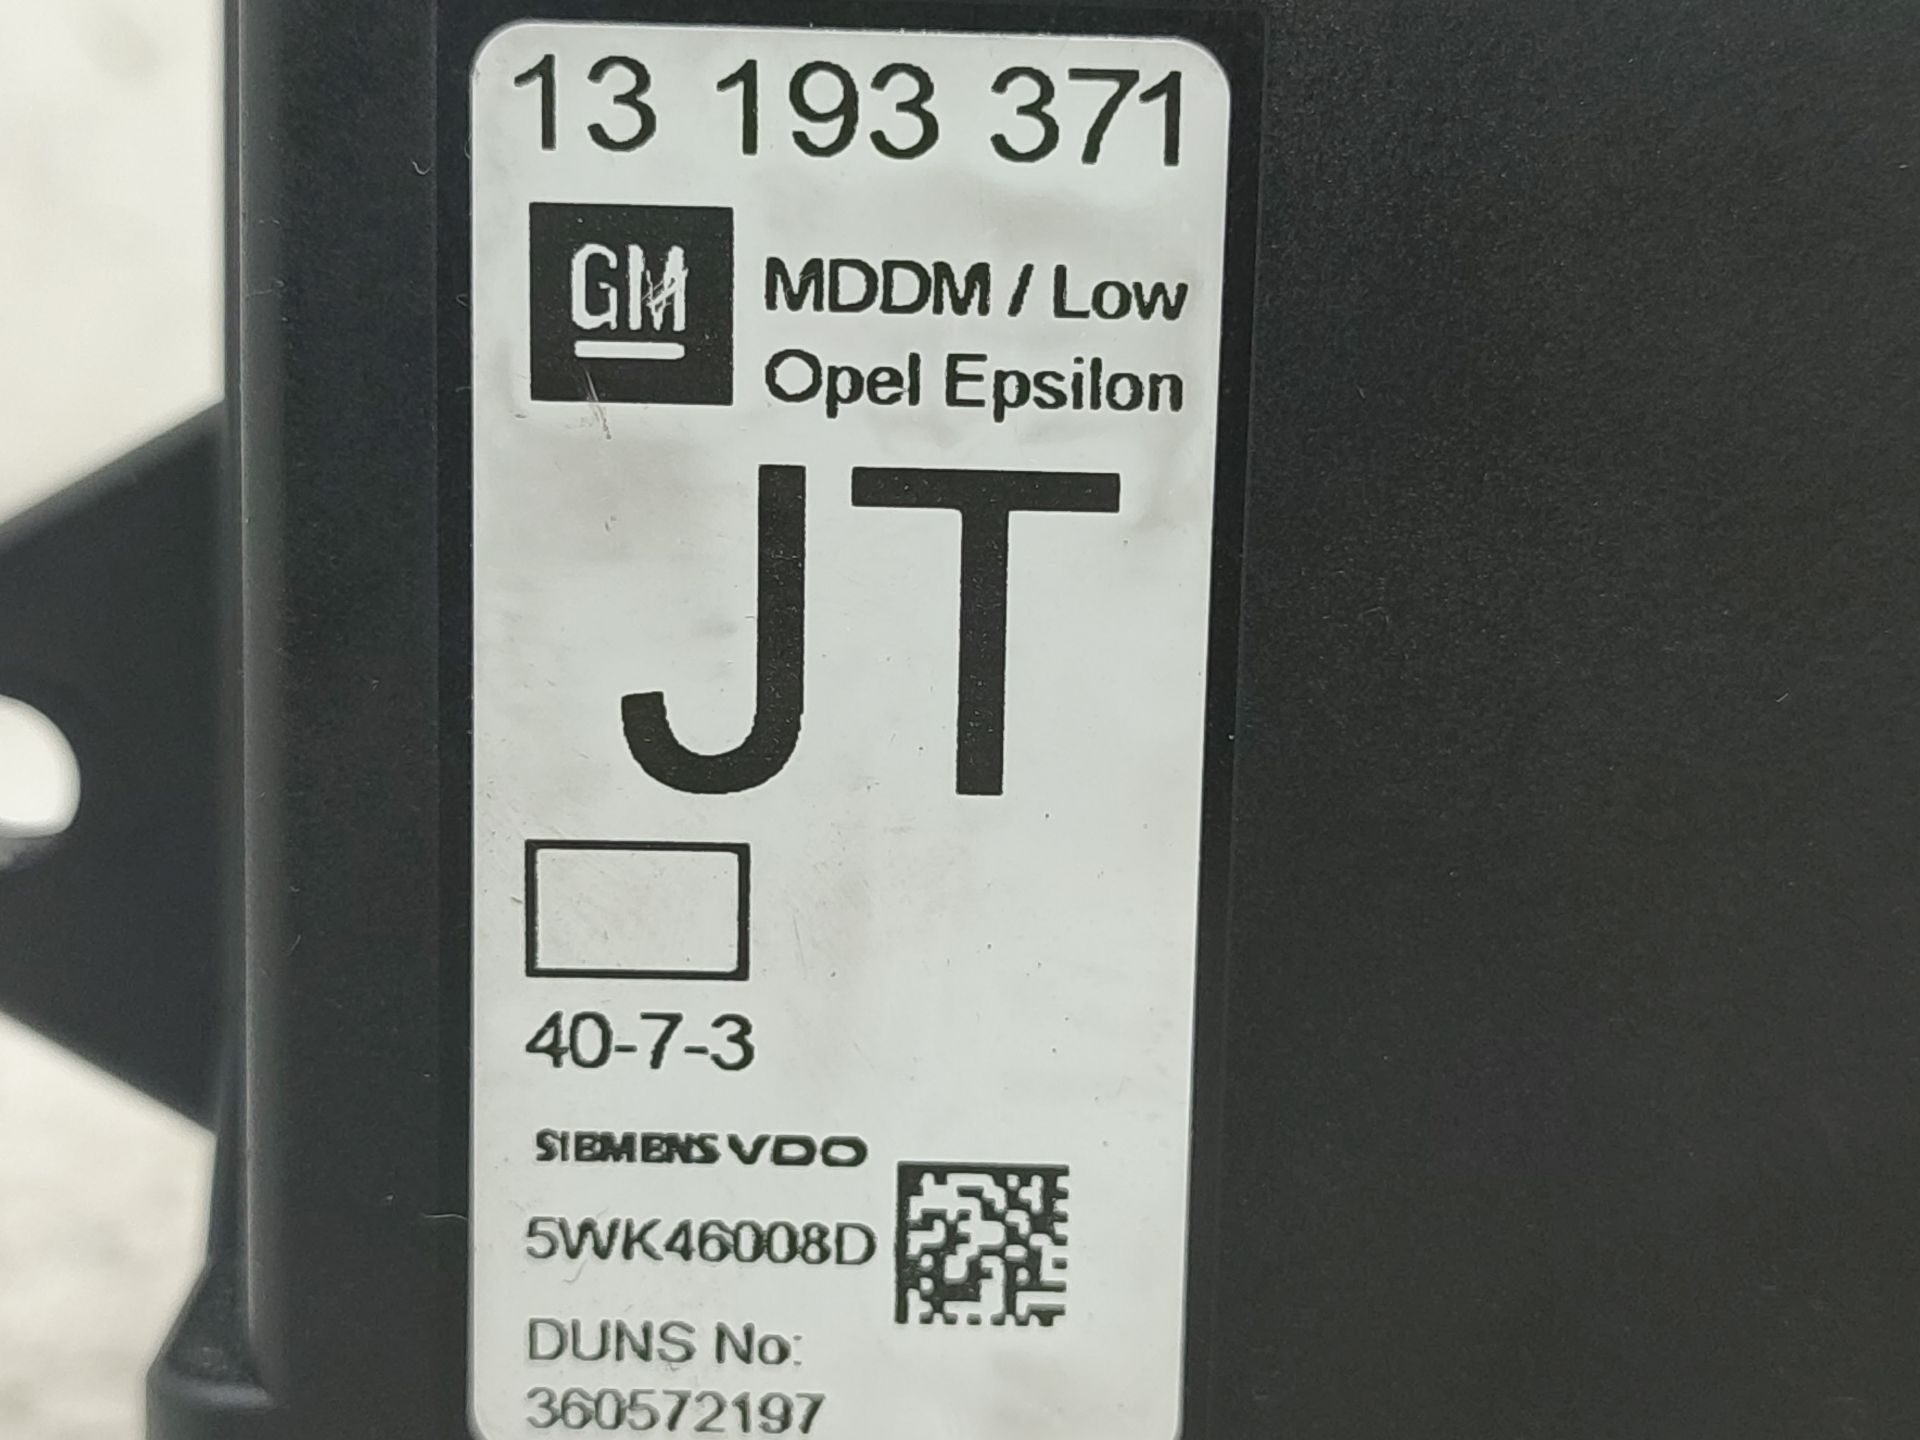 13 193 371
GM
MDDM / Low
Opel Epsilon
JT
40-7-3
SIEMENS VDO
5WK46008D
DUNS No:
360572197